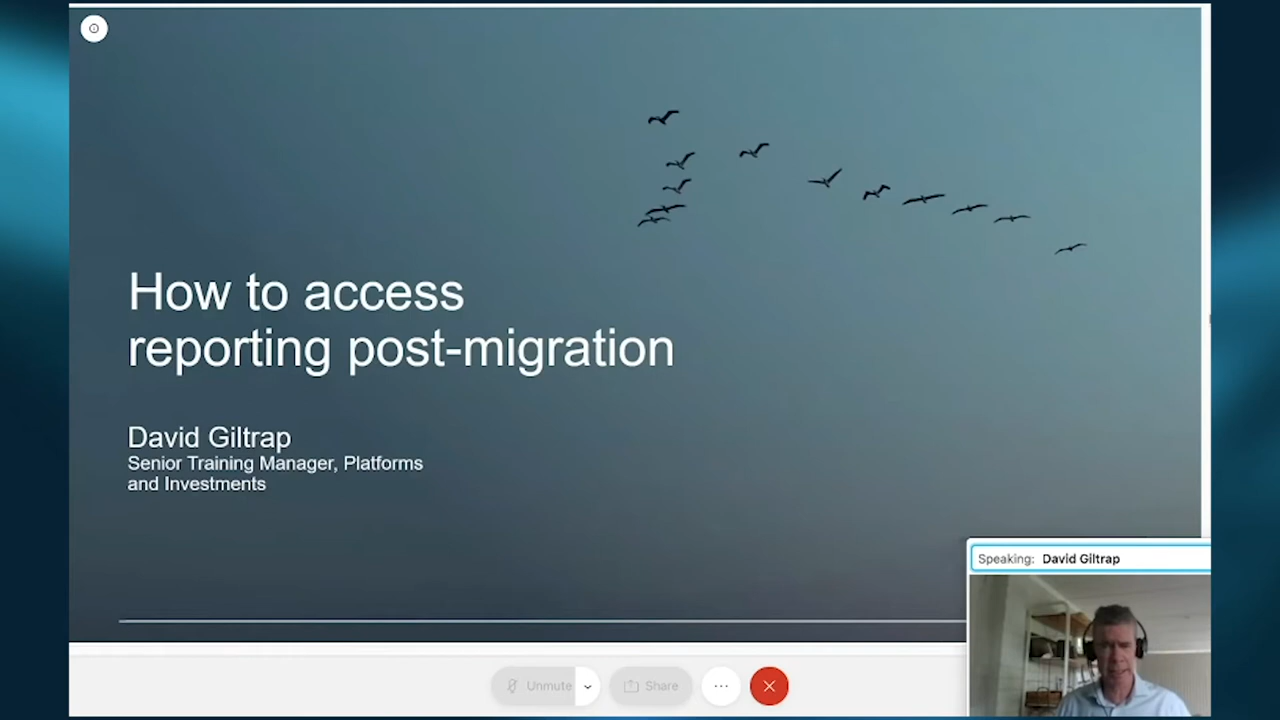 How to access
reporting post-migration
David Giltrap
Senior Training Manager, Platforms
and Investments
Speaking: David Giltrap
Unmute
Share